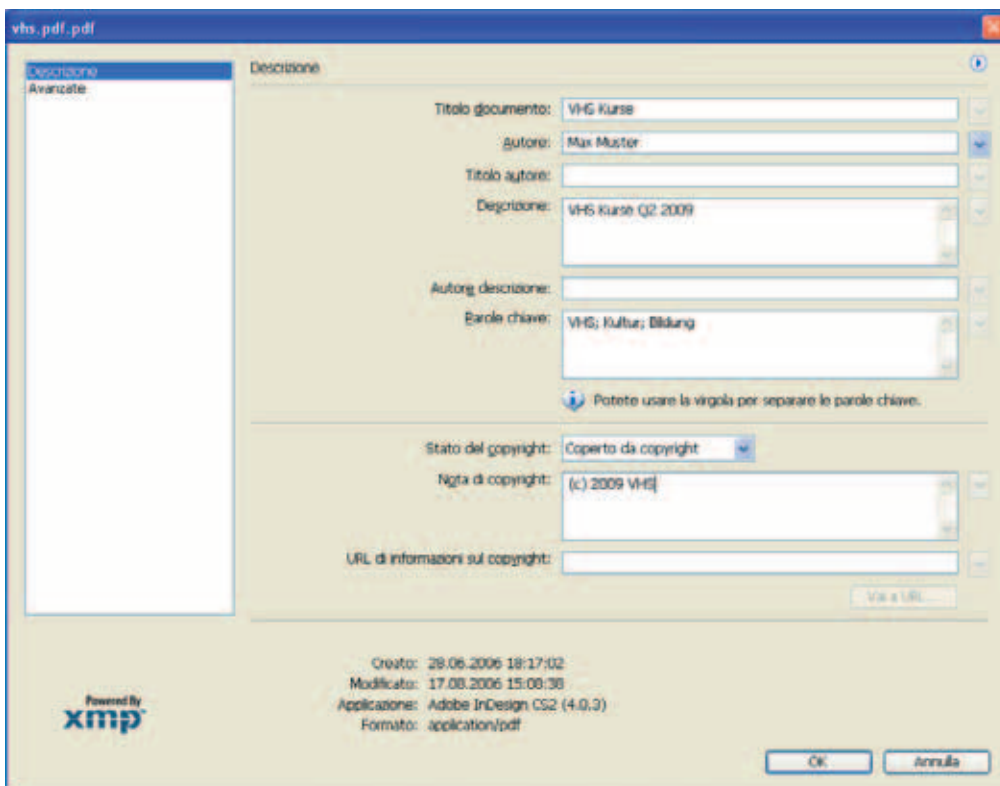 vhs.pdf.pdf
Descrizione
Avanzate
Descrizione
Titolo documento: VHS Kurse
Autore: Max Muster
Titolo autore:
Descrizione: VHS Kurse Q2 2009
Autore descrizione:
Parole chiave: VHS; Kultur; Bildung
Potete usare la virgola per separare le parole chiave.
Stato del copyright: Coperto da copyright
Nota di copyright: (c) 2009 VHS
URL di informazioni sul copyright:
Vai a URL...
Creato: 28.06.2006 18:17:02
Modificato: 17.08.2006 15:08:38
Applicazione: Adobe InDesign CS2 (4.0.3)
Formato: application/pdf
Powered By
xmp
OK
Annulla